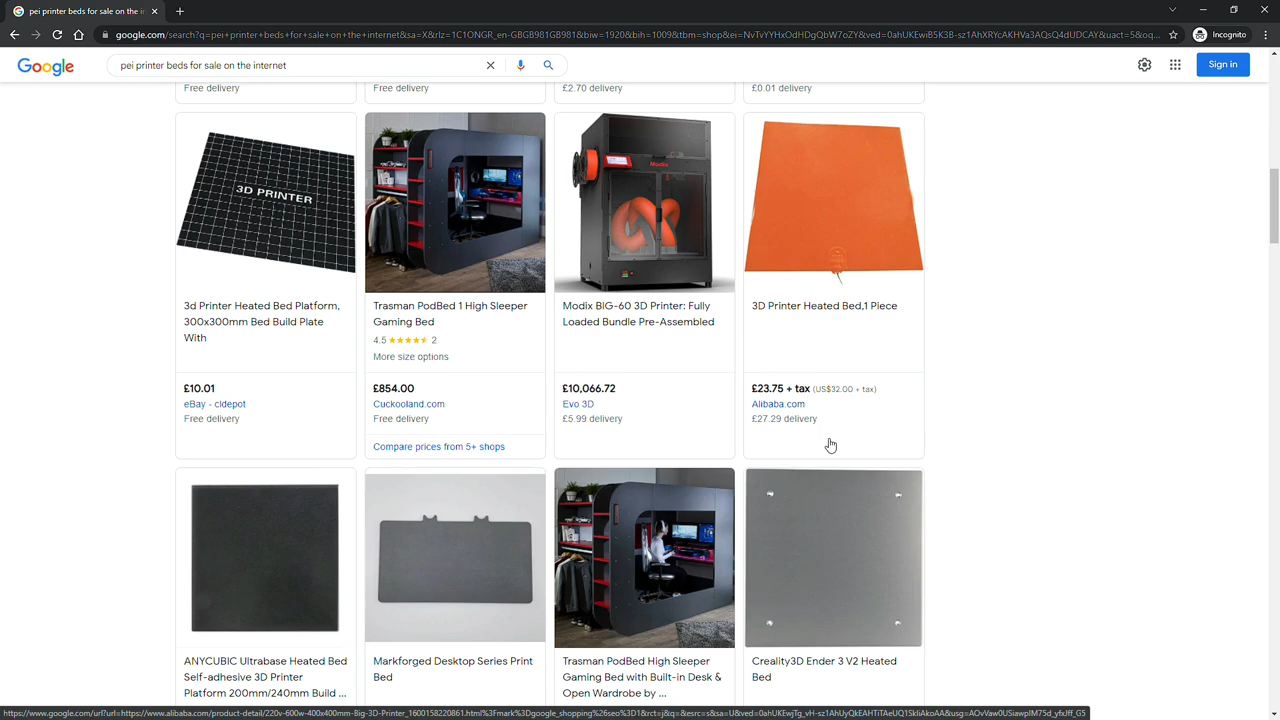 pei printer beds for sale on the in
google.com/search?q=pei+printer+beds+for+sale+on+the+internet&sa=X&rlz=1C1ONGR_en-GBGB981GB981&biw=1920&bih=1009&tbm=shop&ei=NvTvYYHxOdHDgQbW7oZY&ved=0ahUKEwiB5K3B-sz1AhXRYcAKHVa3AQsQ4dUDCAY&uact=5&oq...
Incognito
Google
pei printer beds for sale on the internet
Sign in
Free delivery
Free delivery
£2.70 delivery
£0.01 delivery
3D PRINTER
Modix
3d Printer Heated Bed Platform,
300x300mm Bed Build Plate
With
£10.01
eBay - cldepot
Free delivery
Trasman PodBed 1 High Sleeper
Gaming Bed
4.5 ★★★★★ 2
More size options
£854.00
Cuckooland.com
Free delivery
Compare prices from 5+ shops
Modix BIG-60 3D Printer: Fully
Loaded Bundle Pre-Assembled
£10,066.72
Evo 3D
£5.99 delivery
3D Printer Heated Bed,1 Piece
£23.75 + tax (US$32.00 + tax)
Alibaba.com
£27.29 delivery
ANYCUBIC Ultrabase Heated Bed
Self-adhesive 3D Printer
Platform 200mm/240mm Build ...
Markforged Desktop Series Print
Bed
Trasman PodBed High Sleeper
Gaming Bed with Built-in Desk &
Open Wardrobe by ...
Creality3D Ender 3 V2 Heated
Bed